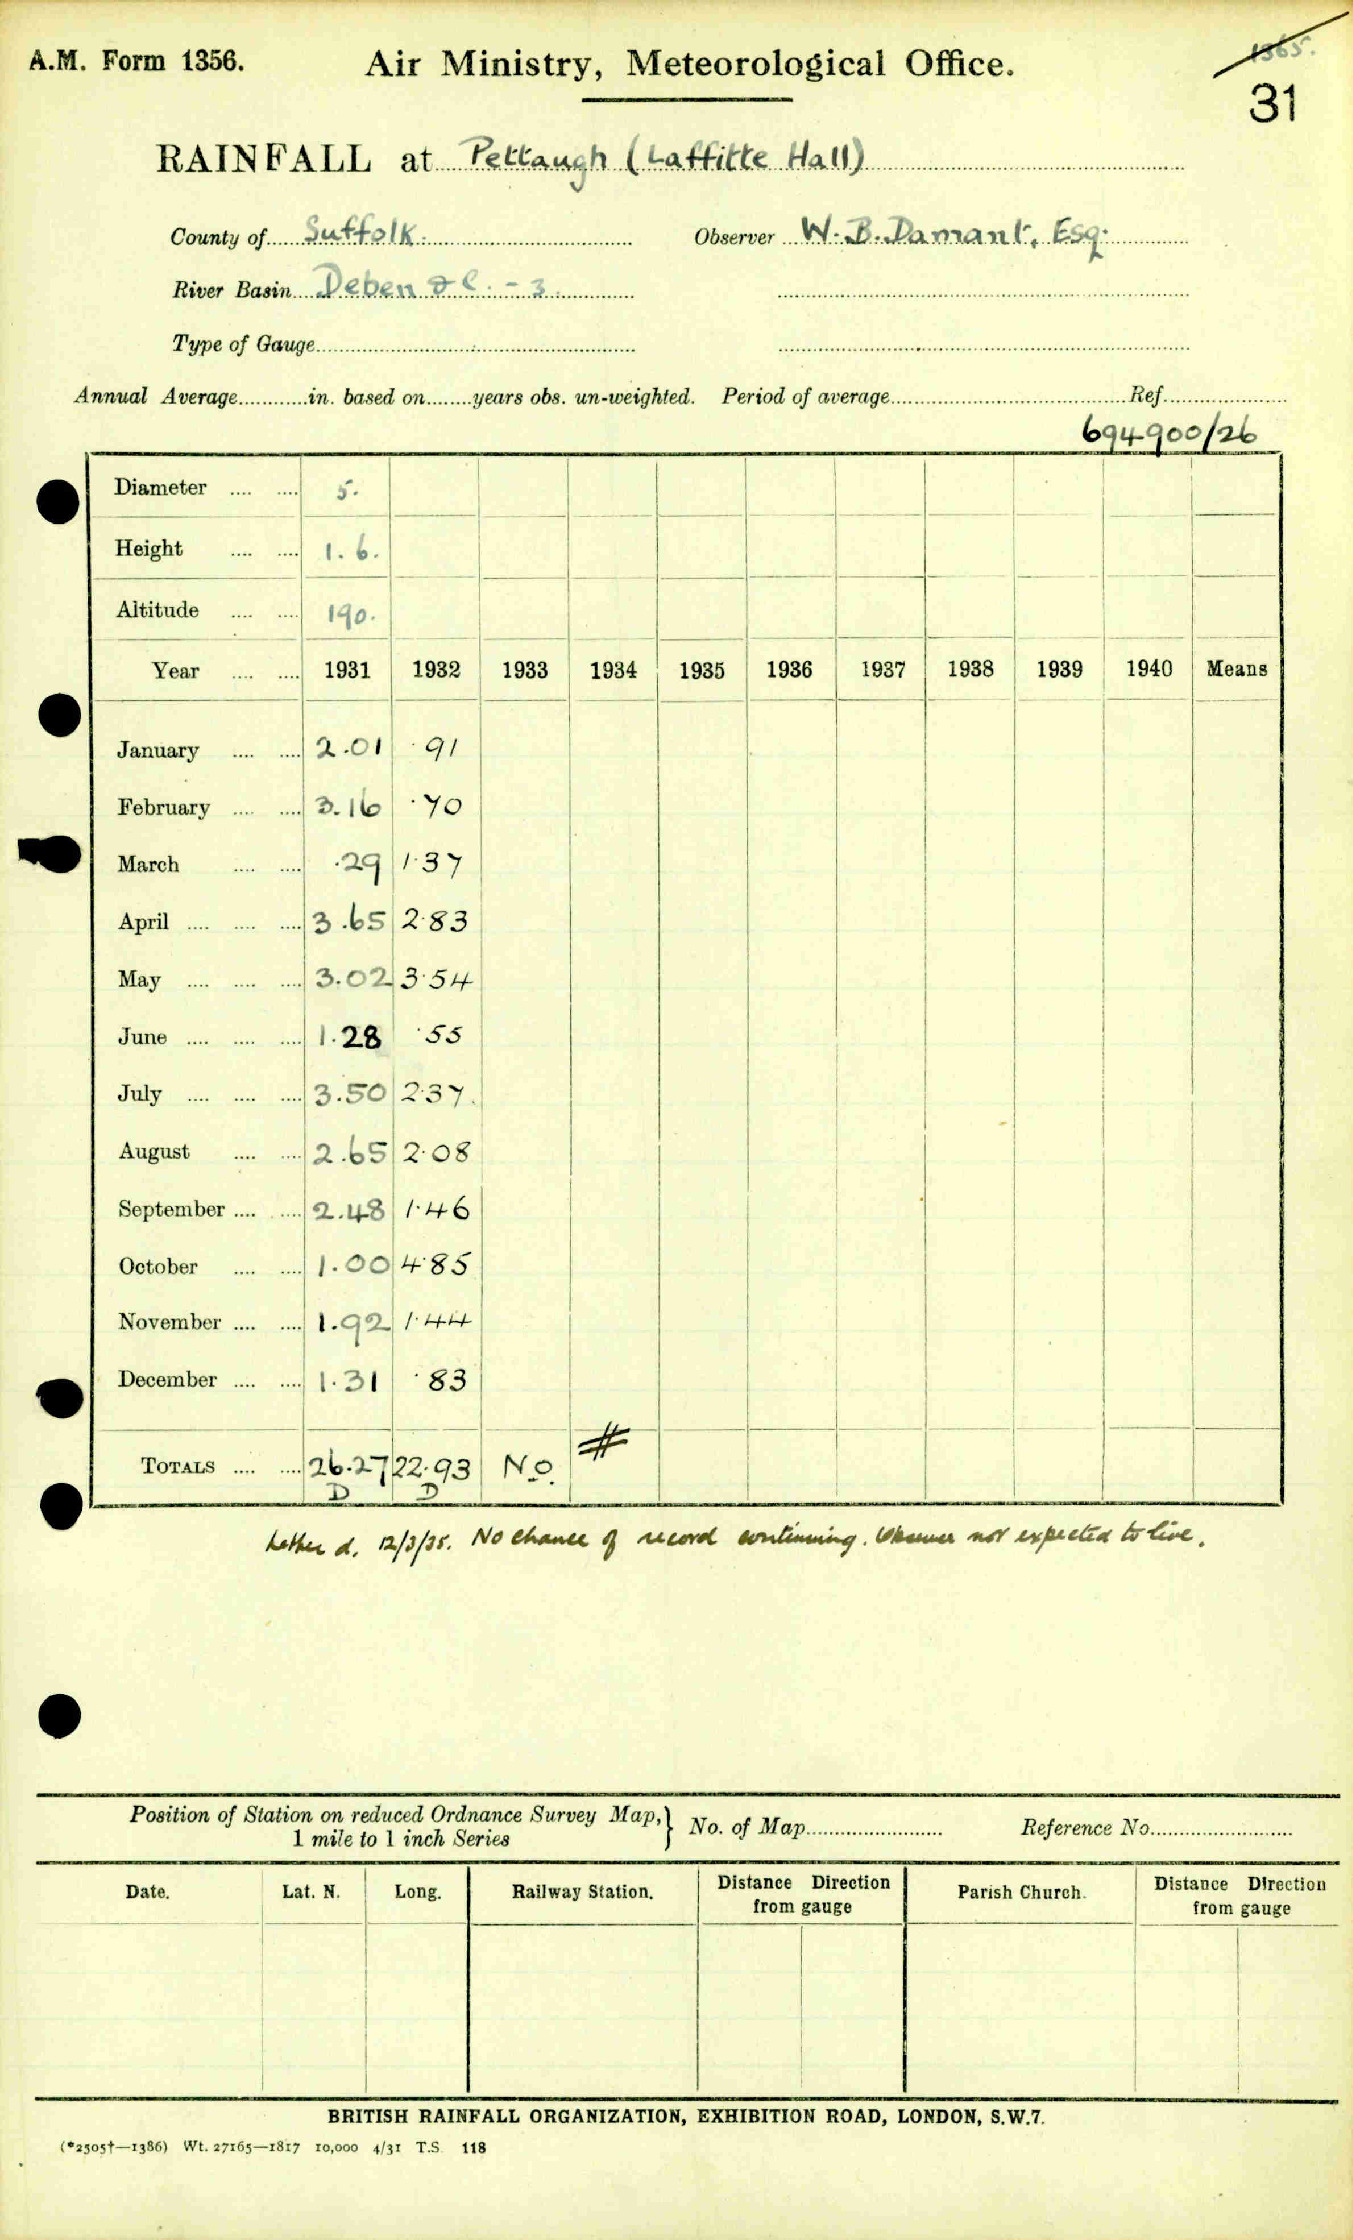 A.M. Form 1356.
Air Ministry, Meteorological Office.
1365.
31
RAINFALL at Pettaugh (Laffitte Hall)
County of Suffolk. Observer W. B. Damant, Esq.
River Basin Deben &c. - 3.
Type of Gauge
Annual Average in. based on years obs. un-weighted. Period of average Ref.
694900/26
Diameter 5.
Height 1.6.
Altitude 190.
Year 1931 1932 1933 1934 1935 1936 1937 1938 1939 1940 Means
January 2.01 .91
February 3.16 .70
March .29 1.37
April 3.65 2.83
May 3.02 3.54
June 1.28 .55
July 3.50 2.37
August 2.65 2.08
September 2.48 1.46
October 1.00 4.85
November 1.92 1.44
December 1.31 .83
TOTALS 26.27 22.93 No. #
D D
Letter d. 12/3/35. No chance of record continuing. Observer not expected to live.
Position of Station on reduced Ordnance Survey Map, } No. of Map Reference No.
1 mile to 1 inch Series
Date. Lat. N. Long. Railway Station. Distance Direction from gauge Parish Church. Distance Direction from gauge
BRITISH RAINFALL ORGANIZATION, EXHIBITION ROAD, LONDON, S.W.7.
(*2505†—1386) Wt. 27165—1817 10,000 4/31 T.S. 118